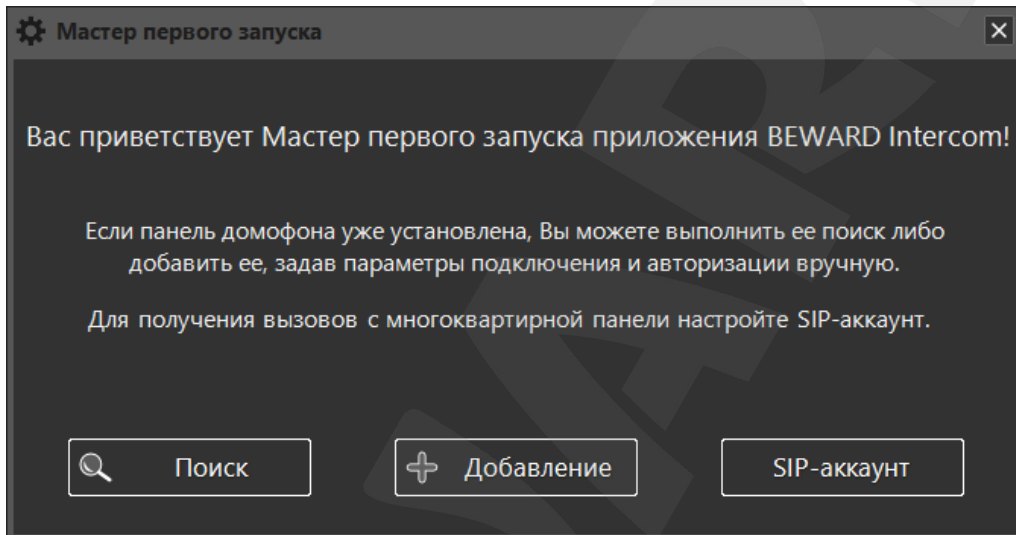 Мастер первого запуска
Вас приветствует Мастер первого запуска приложения BEWARD Intercom!
Если панель домофона уже установлена, Вы можете выполнить ее поиск либо
добавить ее, задав параметры подключения и авторизации вручную.
Для получения вызовов с многоквартирной панели настройте SIP-аккаунт.
Поиск
Добавление
SIP-аккаунт